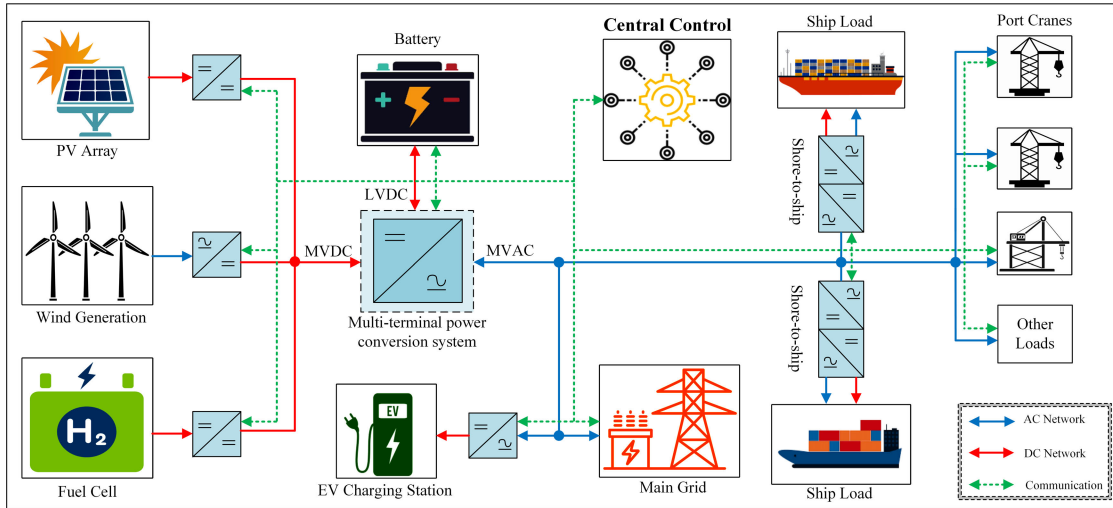 PV Array
Battery
Central Control
Ship Load
Port Cranes
LVDC
Shore-to-ship
Wind Generation
MVDC
MVAC
Multi-terminal power
conversion system
Shore-to-ship
Other
Loads
H2
Fuel Cell
EV
EV Charging Station
Main Grid
Ship Load
AC Network
DC Network
Communication